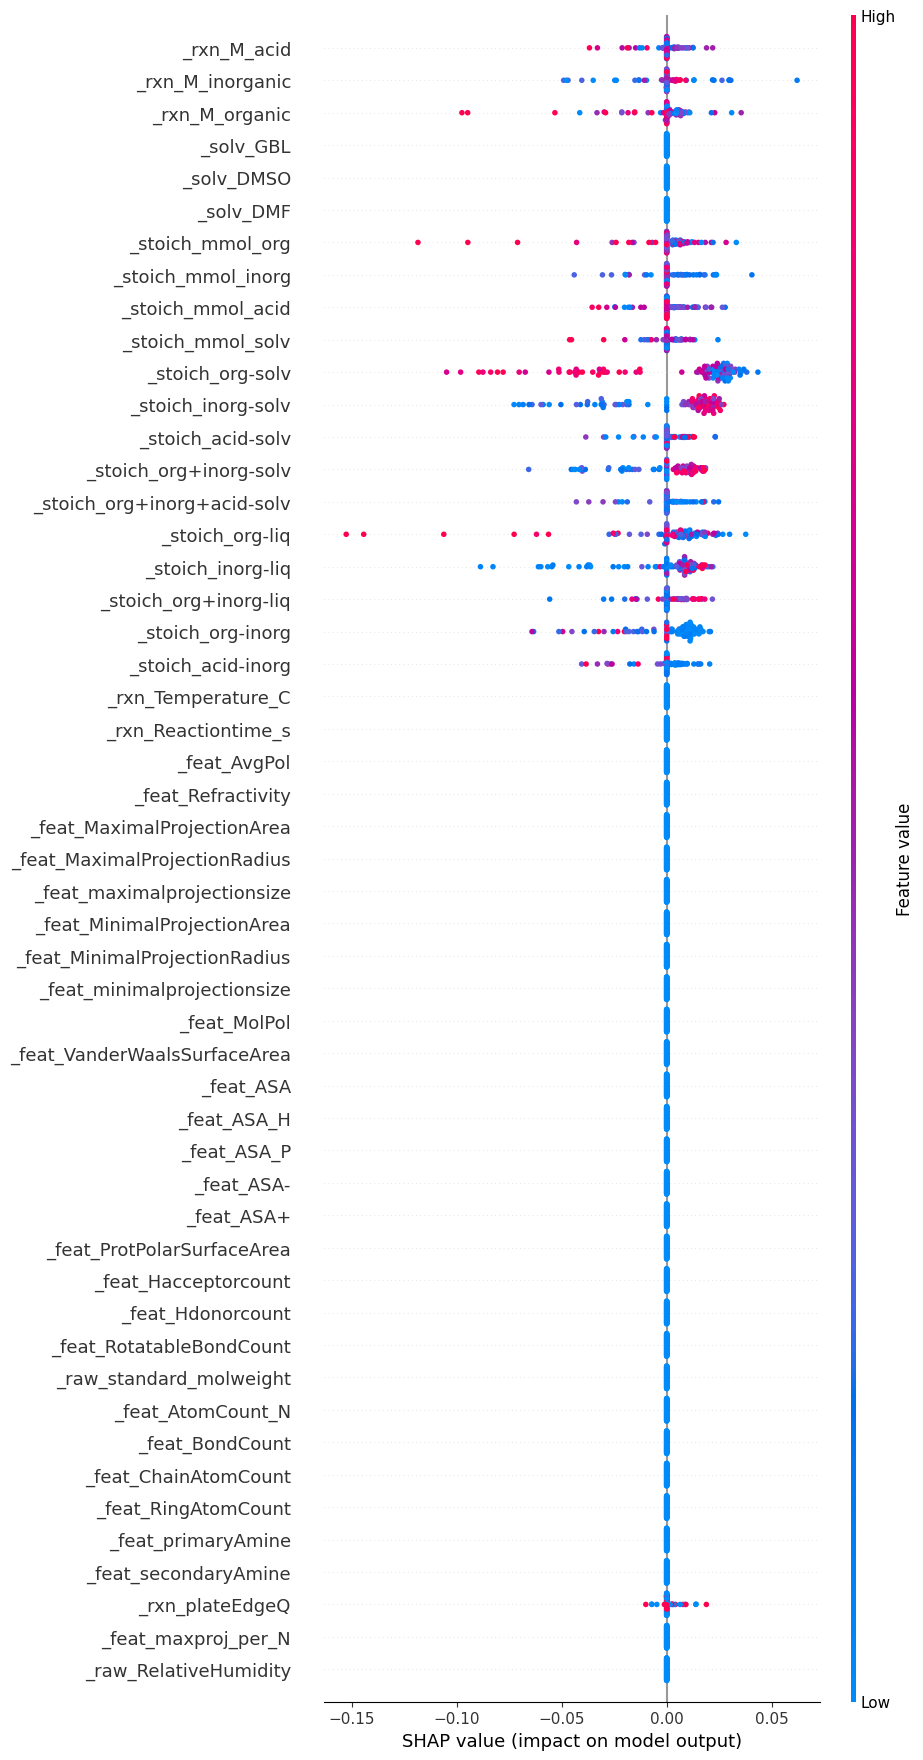 High
_rxn_M_acid
_rxn_M_inorganic
_rxn_M_organic
_solv_GBL
_solv_DMSO
_solv_DMF
_stoich_mmol_org
_stoich_mmol_inorg
_stoich_mmol_acid
_stoich_mmol_solv
_stoich_org-solv
_stoich_inorg-solv
_stoich_acid-solv
_stoich_org+inorg-solv
_stoich_org+inorg+acid-solv
_stoich_org-liq
_stoich_inorg-liq
_stoich_org+inorg-liq
_stoich_org-inorg
_stoich_acid-inorg
_rxn_Temperature_C
_rxn_Reactiontime_s
_feat_AvgPol
_feat_Refractivity
_feat_MaximalProjectionArea
_feat_MaximalProjectionRadius
_feat_maximalprojectionsize
_feat_MinimalProjectionArea
_feat_MinimalProjectionRadius
_feat_minimalprojectionsize
_feat_MolPol
_feat_VanderWaalsSurfaceArea
_feat_ASA
_feat_ASA_H
_feat_ASA_P
_feat_ASA-
_feat_ASA+
_feat_ProtPolarSurfaceArea
_feat_Hacceptorcount
_feat_Hdonorcount
_feat_RotatableBondCount
_raw_standard_molweight
_feat_AtomCount_N
_feat_BondCount
_feat_ChainAtomCount
_feat_RingAtomCount
_feat_primaryAmine
_feat_secondaryAmine
_rxn_plateEdgeQ
_feat_maxproj_per_N
_raw_RelativeHumidity
Feature value
Low
−0.15 −0.10 −0.05 0.00 0.05
SHAP value (impact on model output)